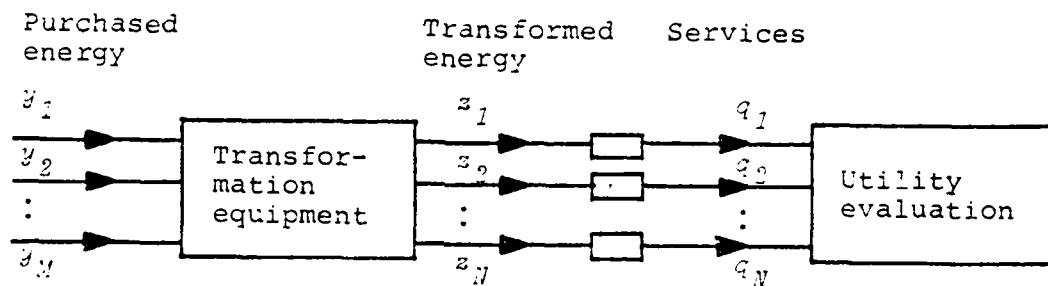 Purchased
energy
Transformed
energy
Services
y1
z1
q1
y2
z2
q2
Transfor-
mation
equipment
Utility
evaluation
:
:
:
yM
zN
qN